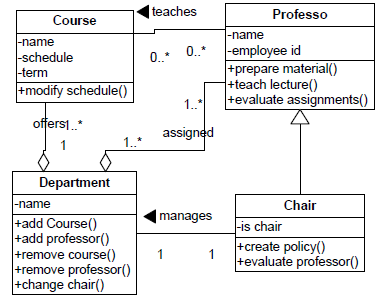 Course
-name
-schedule
-term
+modify schedule()
teaches
0..*
0..*
Professo
-name
-employee id
+prepare material()
+teach lecture()
+evaluate assignments()
offers
1..*
1
1..*
1..*
assigned
Department
-name
+add Course()
+add professor()
+remove course()
+remove professor()
+change chair()
manages
1
1
Chair
-is chair
+create policy()
+evaluate professor()